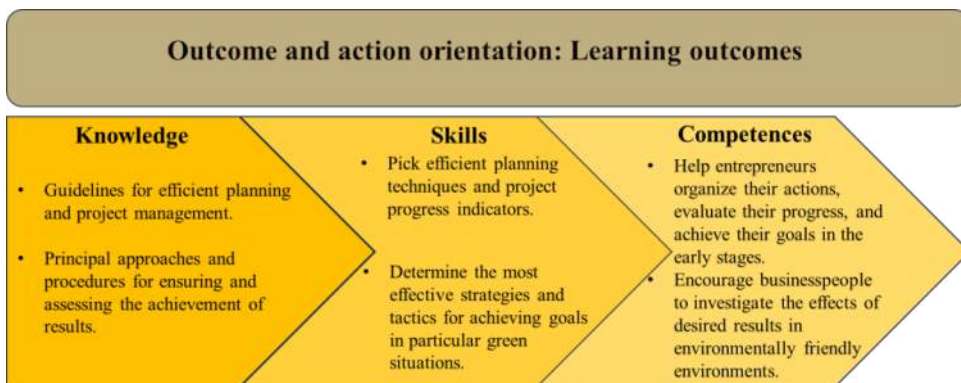 Outcome and action orientation: Learning outcomes
Knowledge
• Guidelines for efficient planning
and project management.
• Principal approaches and
procedures for ensuring and
assessing the achievement of
results.
Skills
• Pick efficient planning
techniques and project
progress indicators.
• Determine the most
effective strategies and
tactics for achieving goals
in particular green
situations.
Competences
• Help entrepreneurs
organize their actions,
evaluate their progress, and
achieve their goals in the
early stages.
• Encourage businesspeople
to investigate the effects of
desired results in
environmentally friendly
environments.